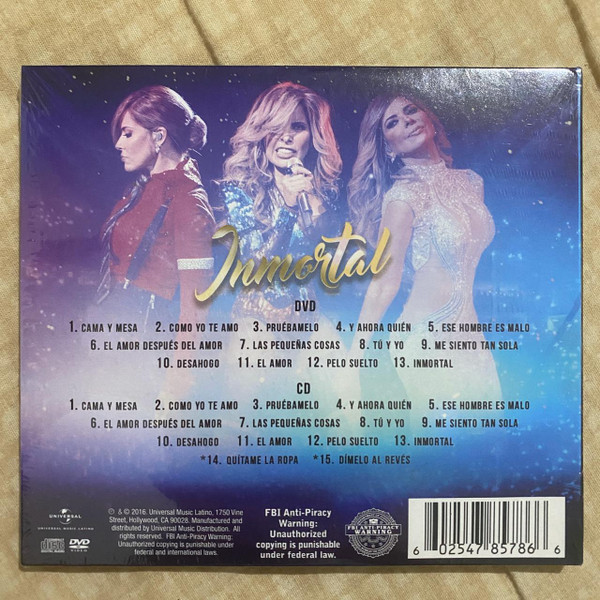 Inmortal
DVD
1. CAMA Y MESA 2. COMO YO TE AMO 3. PRUÉBAMELO 4. Y AHORA QUIÉN 5. ESE HOMBRE ES MALO
6. EL AMOR DESPUÉS DEL AMOR 7. LAS PEQUEÑAS COSAS 8. TÚ Y YO 9. ME SIENTO TAN SOLA
10. DESAHOGO 11. EL AMOR 12. PELO SUELTO 13. INMORTAL
CD
1. CAMA Y MESA 2. COMO YO TE AMO 3. PRUÉBAMELO 4. Y AHORA QUIÉN 5. ESE HOMBRE ES MALO
6. EL AMOR DESPUÉS DEL AMOR 7. LAS PEQUEÑAS COSAS 8. TÚ Y YO 9. ME SIENTO TAN SOLA
10. DESAHOGO 11. EL AMOR 12. PELO SUELTO 13. INMORTAL
*14. QUÍTAME LA ROPA *15. DÍMELO AL REVÉS
UNIVERSAL
UNIVERSAL MUSIC LATINO
DVD
VIDEO
℗ & © 2016. Universal Music Latino, 1750 Vine
Street, Hollywood, CA 90028. Manufactured and
distributed by Universal Music Distribution. All
rights reserved. FBI Anti-Piracy Warning:
Unauthorized copying is punishable under
federal and international laws.
FBI Anti-Piracy
Warning:
Unauthorized
copying is punishable
under federal law.
FBI ANTI-PIRACY
WARNING
6 02547 85786 6